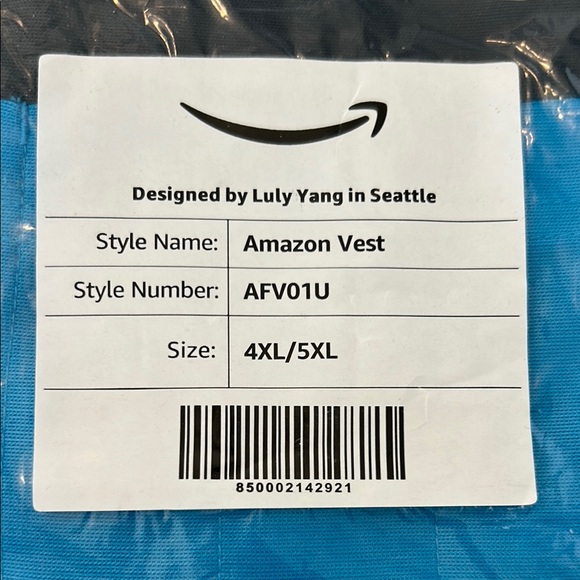 Designed by Luly Yang in Seattle
Style Name: Amazon Vest
Style Number: AFV01U
Size: 4XL/5XL
850002142921